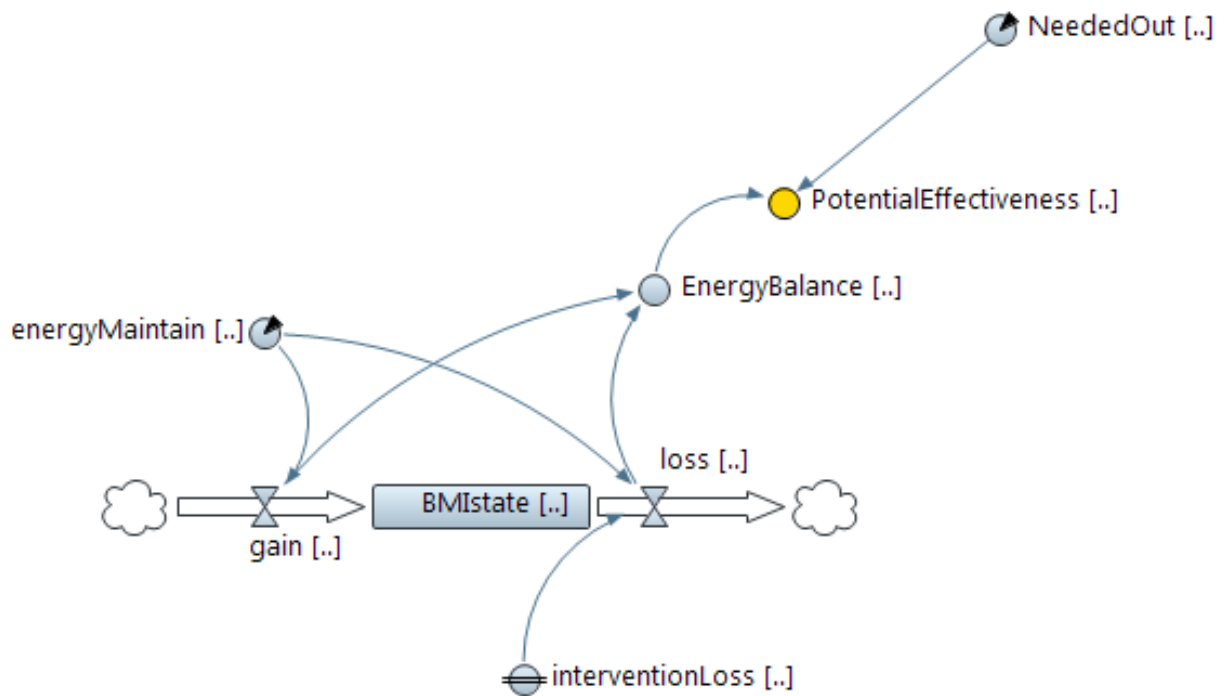 NeededOut [..]
PotentialEffectiveness [..]
EnergyBalance [..]
energyMaintain [..]
loss [..]
BMIstate [..]
gain [..]
interventionLoss [..]